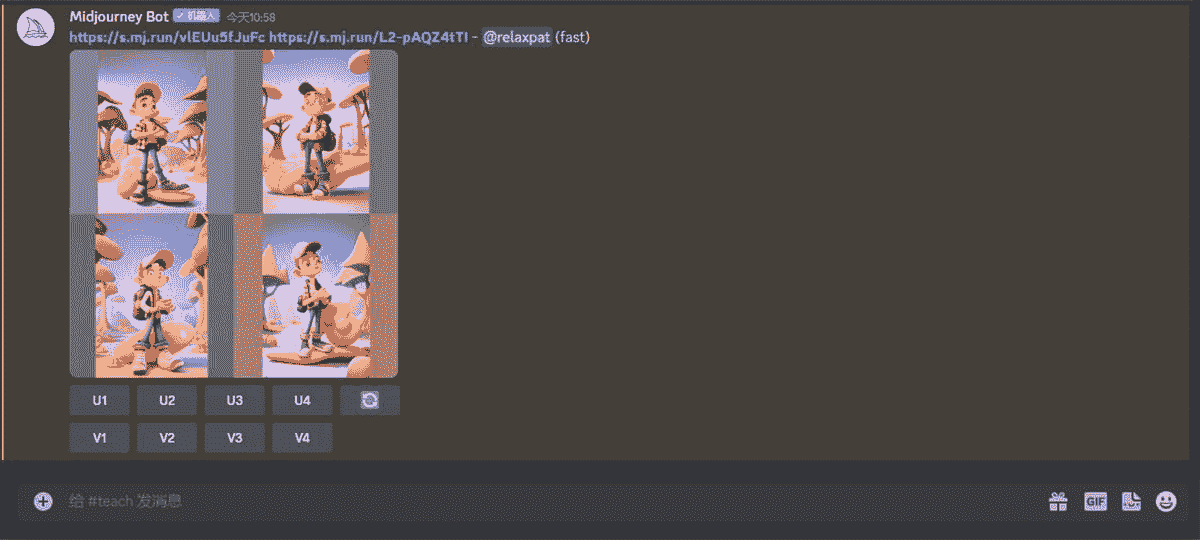 Midjourney Bot ✓ 机器人 今天10:58
https://s.mj.run/vlEUu5fJuFc https://s.mj.run/L2-pAQZ4tTI - @relaxpat (fast)
U1 U2 U3 U4
V1 V2 V3 V4
给 #teach 发消息 GIF